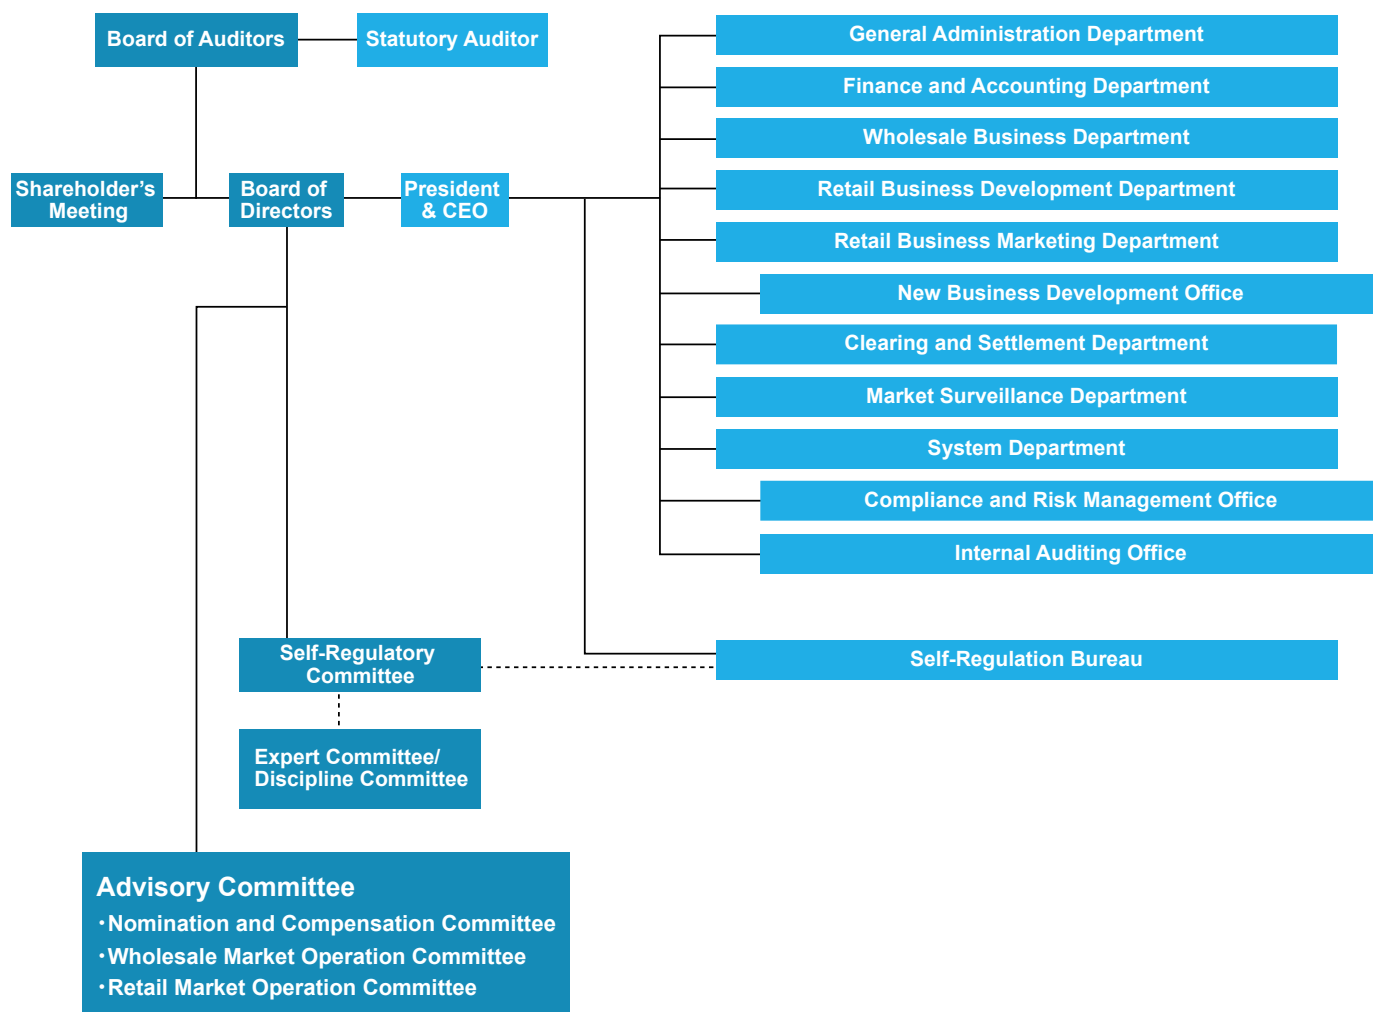 Board of Auditors
Statutory Auditor
Shareholder’s
Meeting
Board of
Directors
President
& CEO
General Administration Department
Finance and Accounting Department
Wholesale Business Department
Retail Business Development Department
Retail Business Marketing Department
New Business Development Office
Clearing and Settlement Department
Market Surveillance Department
System Department
Compliance and Risk Management Office
Internal Auditing Office
Self-Regulatory
Committee
Self-Regulation Bureau
Expert Committee/
Discipline Committee
Advisory Committee
・Nomination and Compensation Committee
・Wholesale Market Operation Committee
・Retail Market Operation Committee